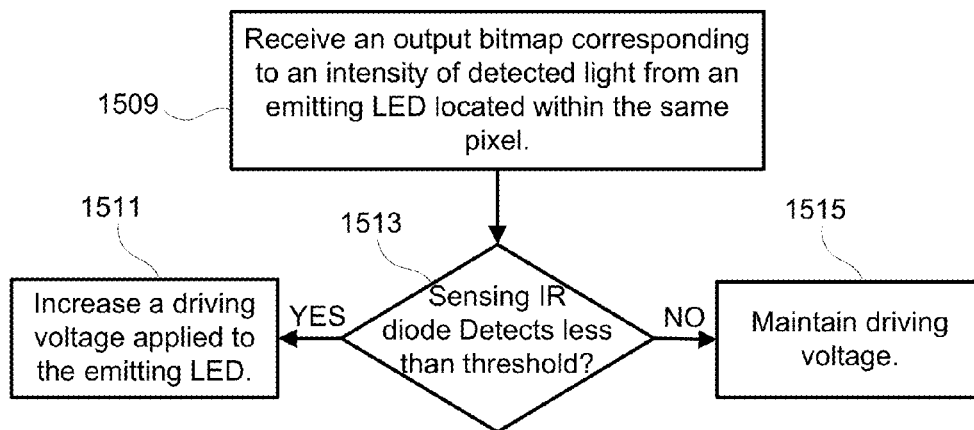 Receive an output bitmap corresponding
to an intensity of detected light from an
emitting LED located within the same
pixel.
1509
1511
1513
1515
Increase a driving
voltage applied to
the emitting LED.
YES
Sensing IR
diode Detects less
than threshold?
NO
Maintain driving
voltage.